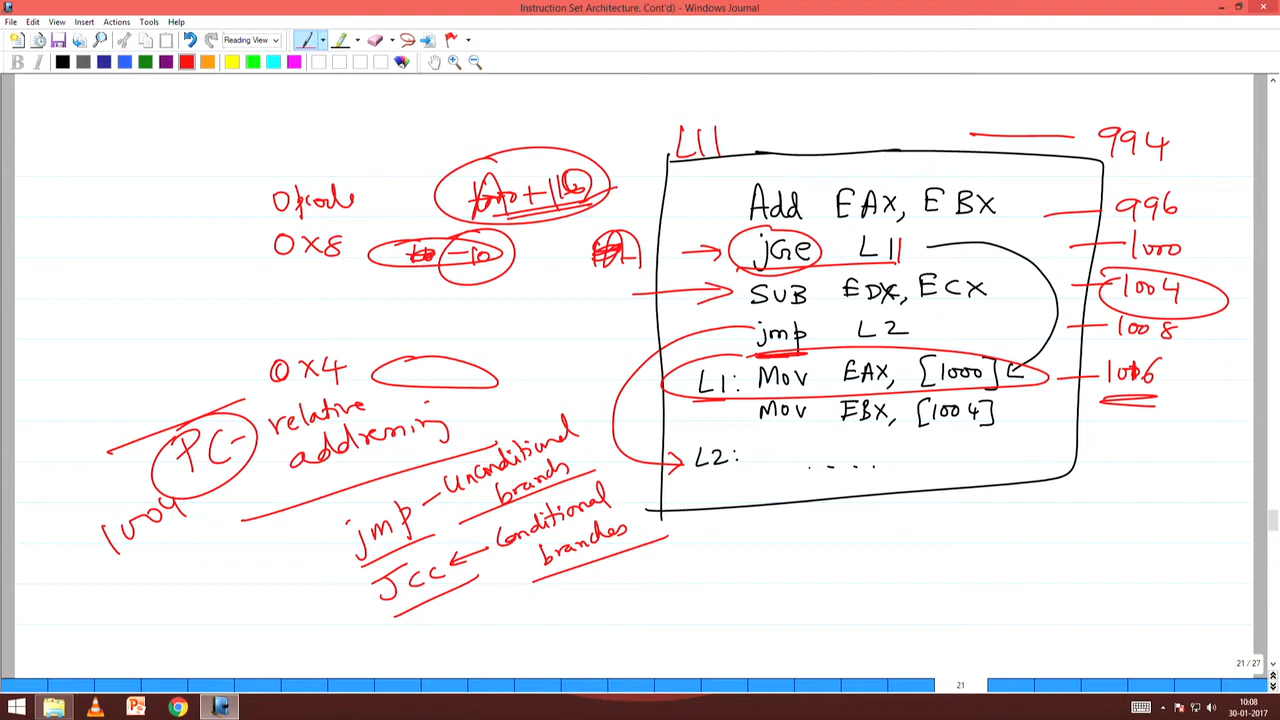 Instruction Set Architecture. Cont'd) - Windows Journal
File Edit View Insert Actions Tools Help
Reading View
B I
L11
994
Opcode
Add EAX, EBX
996
0X8
-10
jGe L11
1000
SUB EDX, ECX
1004
jmp L2
1008
0X4
L1: Mov EAX, [1000]
1016
relative
addressing
PC-
Mov EBX, [1004]
L2: ....
1004
jmp - unconditional
brands
JCC ← Conditional
branches
21 / 27
21
10:08
30-01-2017